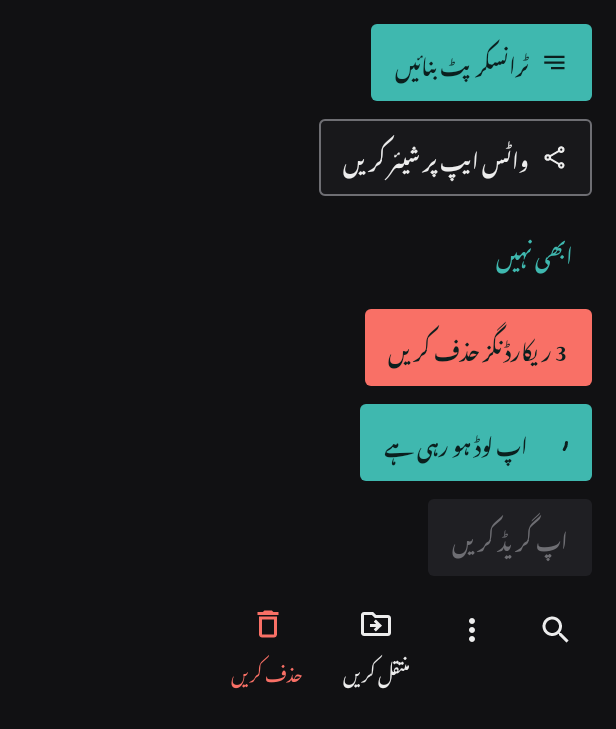 ٹرانسکرپٹ بنائیں
واٹس ایپ پر شیئر کریں
ابھی نہیں
3 ریکارڈنگز حذف کریں
اپ لوڈ ہو رہی ہے
اپ گریڈ کریں
منتقل کریں
حذف کریں